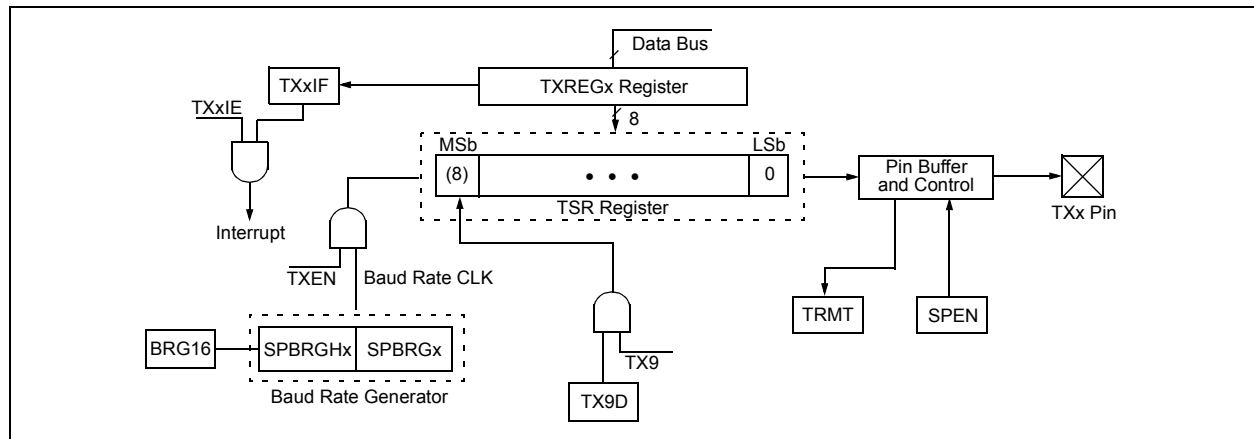 Data Bus
TXxIF
TXREGx Register
TXxIE
8
MSb
LSb
(8)
• • •
0
Pin Buffer
and Control
TSR Register
TXx Pin
Interrupt
TXEN
Baud Rate CLK
TRMT
SPEN
BRG16
SPBRGHx
SPBRGx
TX9
Baud Rate Generator
TX9D